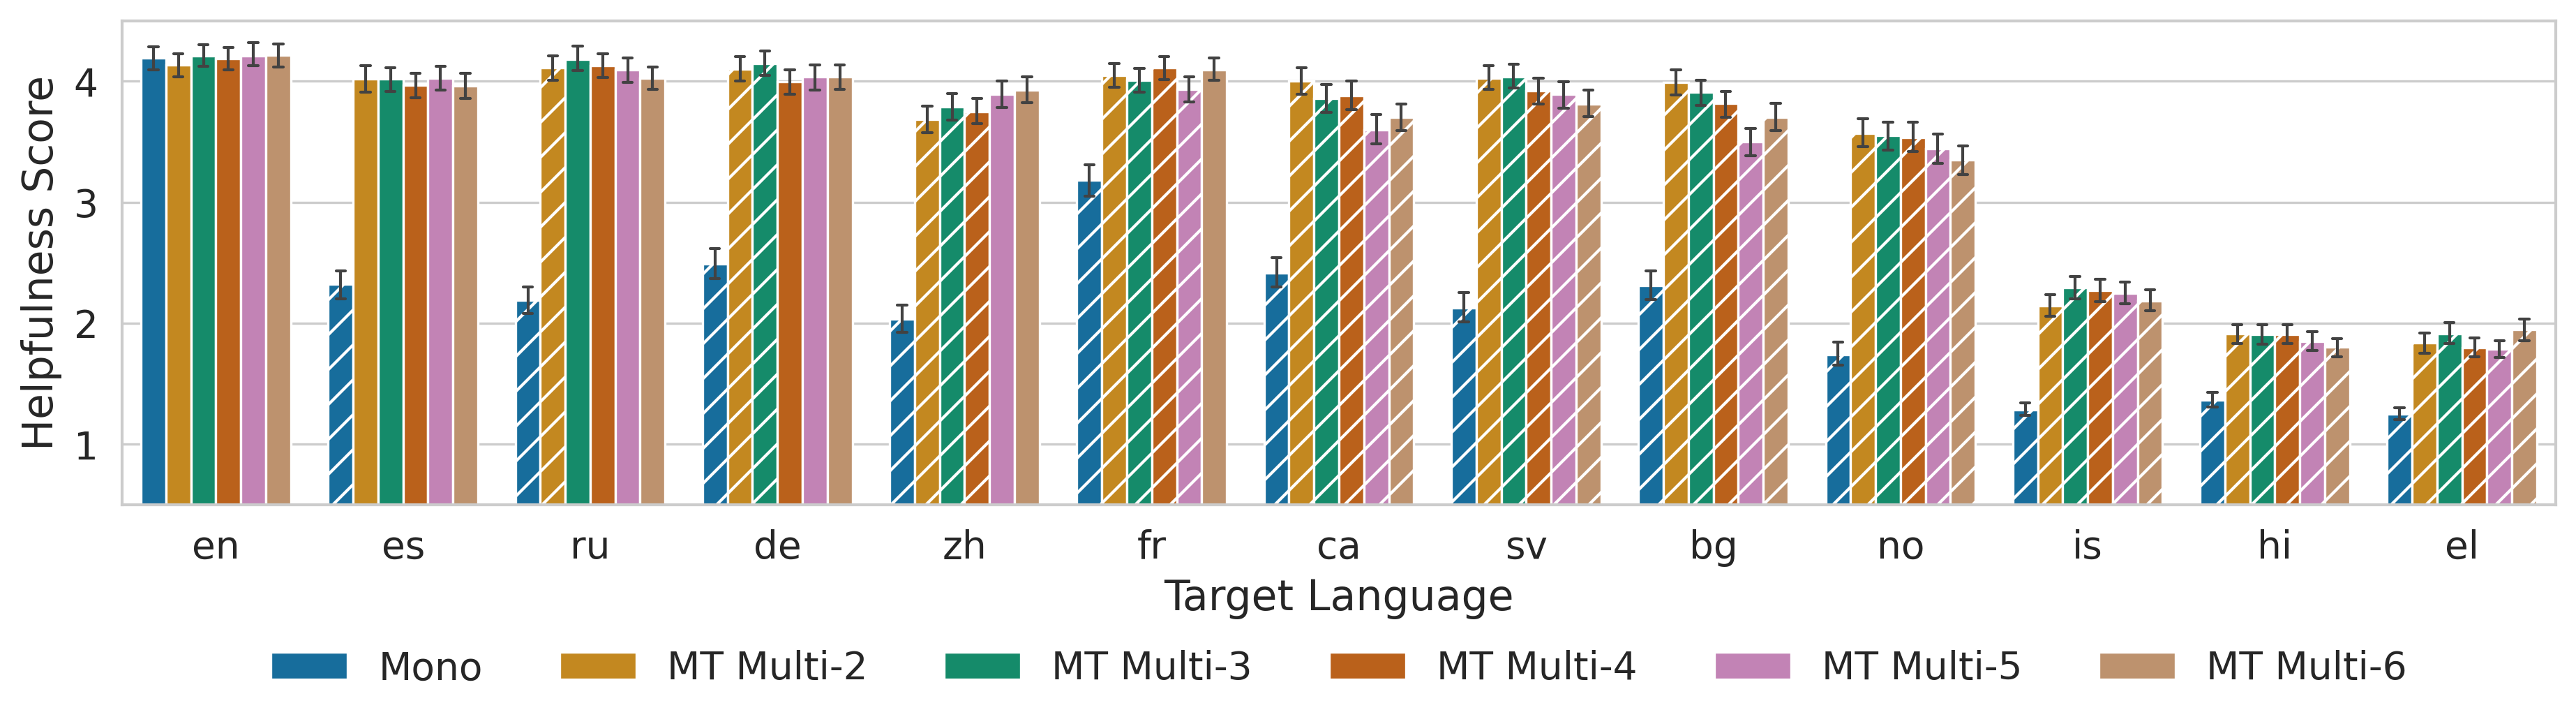 Helpfulness Score
4
3
2
1
en es ru de zh fr ca sv bg no is hi el
Target Language
Mono MT Multi-2 MT Multi-3 MT Multi-4 MT Multi-5 MT Multi-6